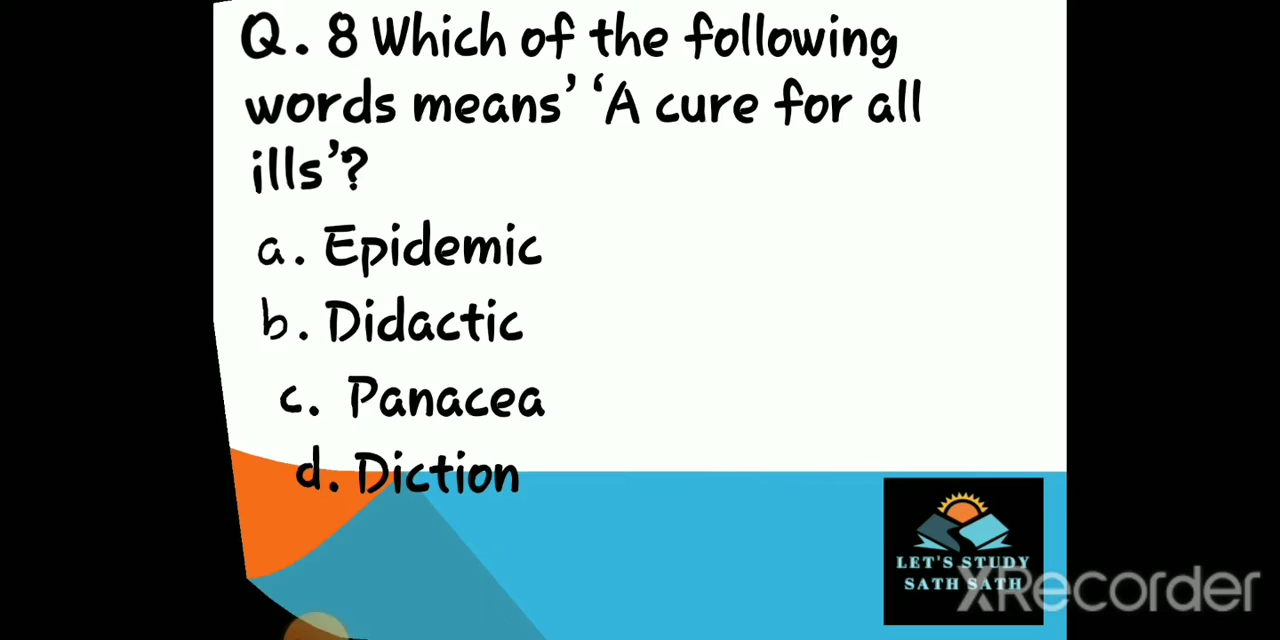 Q. 8 Which of the following
words means’ ‘A cure for all
ills’?
a. Epidemic
b. Didactic
c. Panacea
d. Diction
LET'S STUDY
SATH SATH
XRecorder